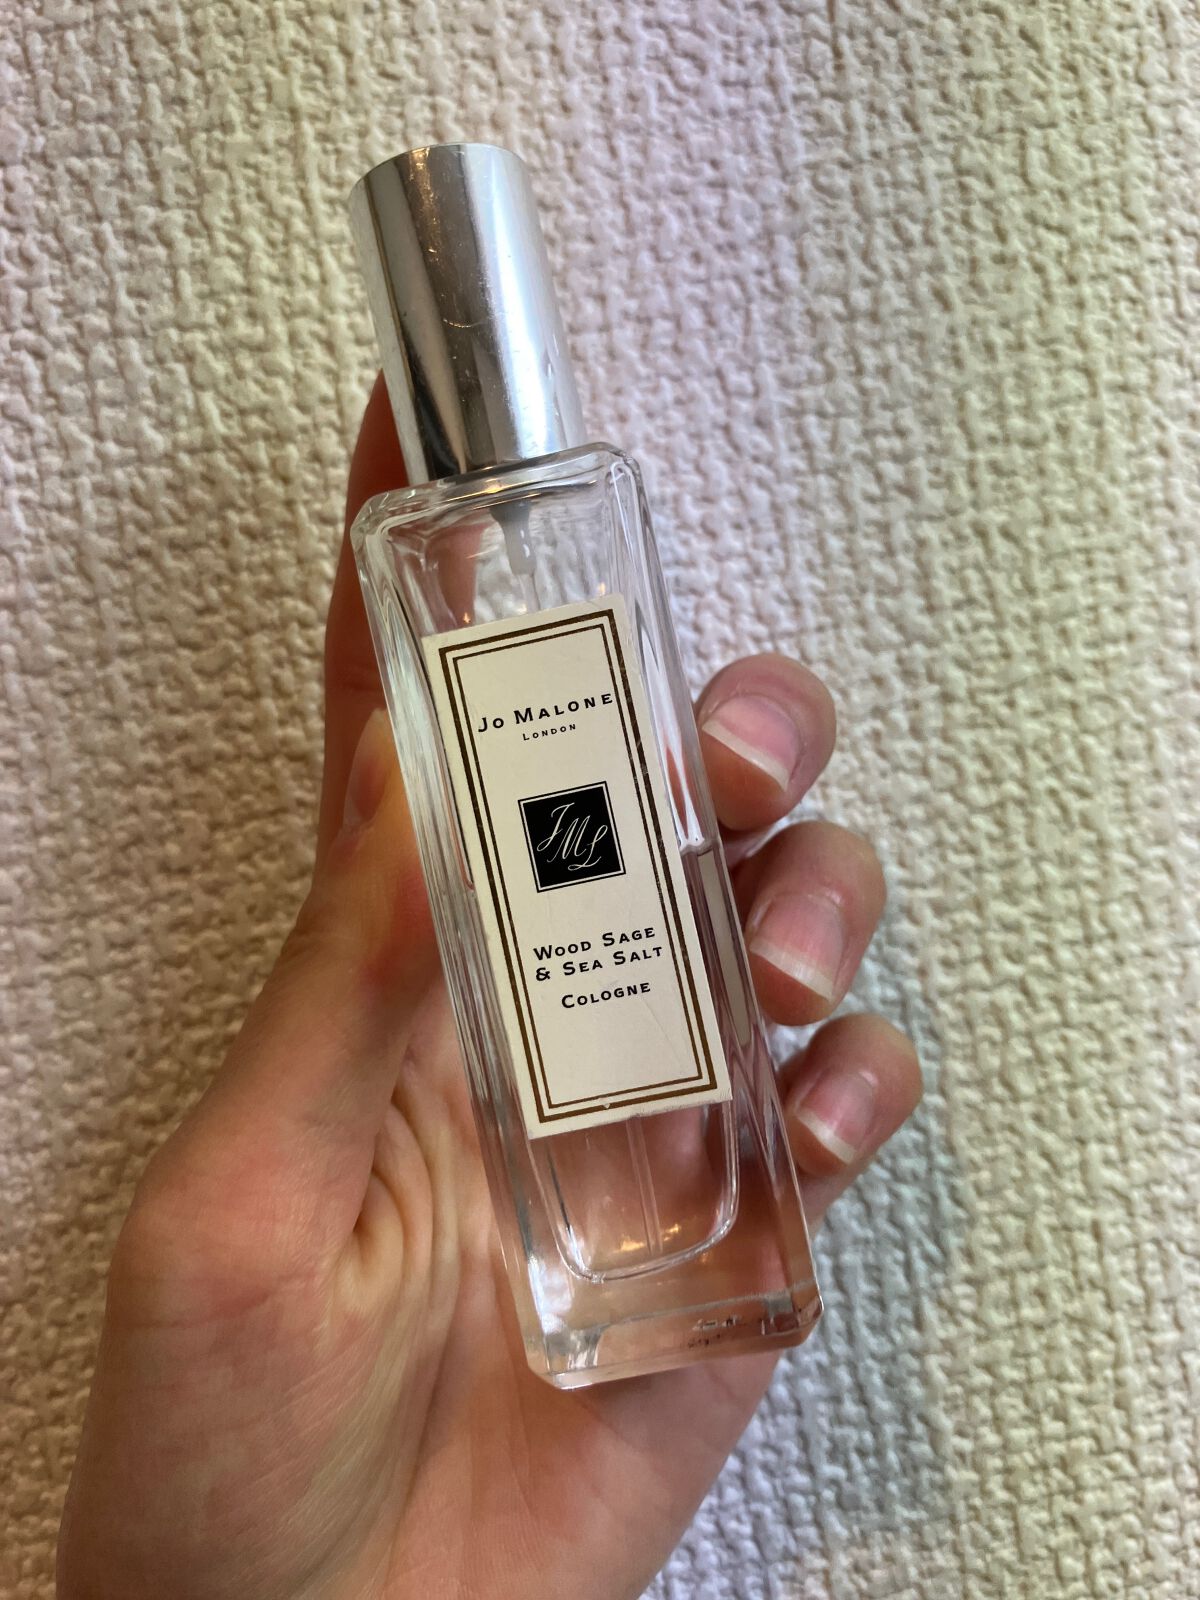 Jo Malone
London
JML
Wood Sage
& Sea Salt
Cologne